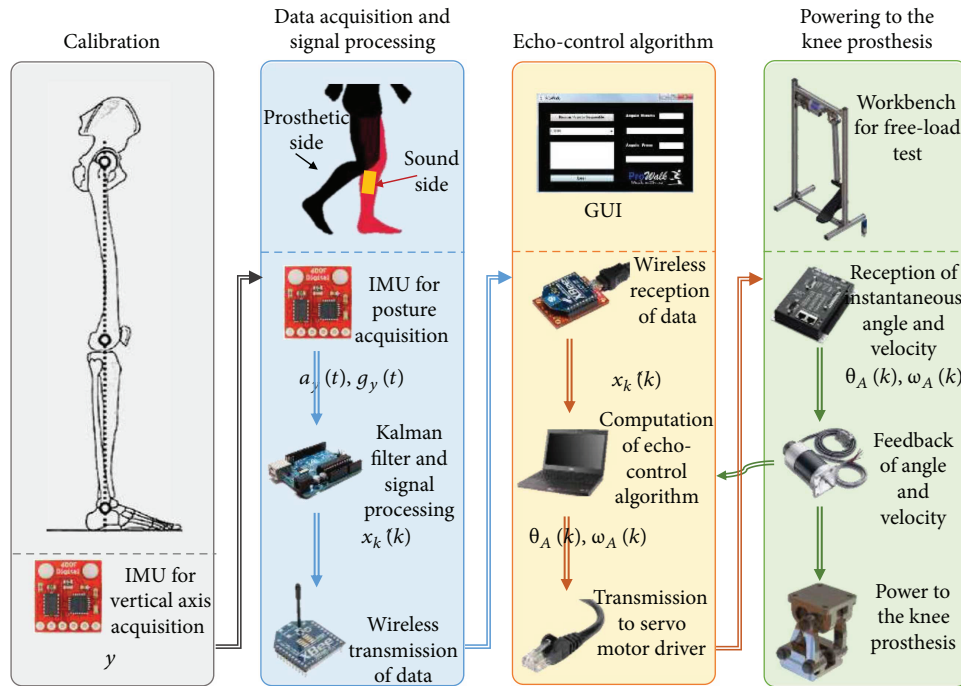 Calibration
IMU for
vertical axis
acquisition
y
Data acquisition and
signal processing
Prosthetic
side
Sound
side
IMU for
posture
acquisition
a_y (t), g_y (t)
Kalman
filter and
signal
processing
x_k ̂(k)
Wireless
transmission
of data
Echo-control algorithm
ProWalk
GUI
Wireless
reception
of data
x_k ̂(k)
Computation
of echo-
control
algorithm
θ_A (k), ω_A (k)
Transmission
to servo
motor driver
Powering to the
knee prosthesis
Workbench
for free-load
test
Reception of
instantaneous
angle and
velocity
θ_A (k), ω_A (k)
Feedback
of angle
and
velocity
Power to
the knee
prosthesis